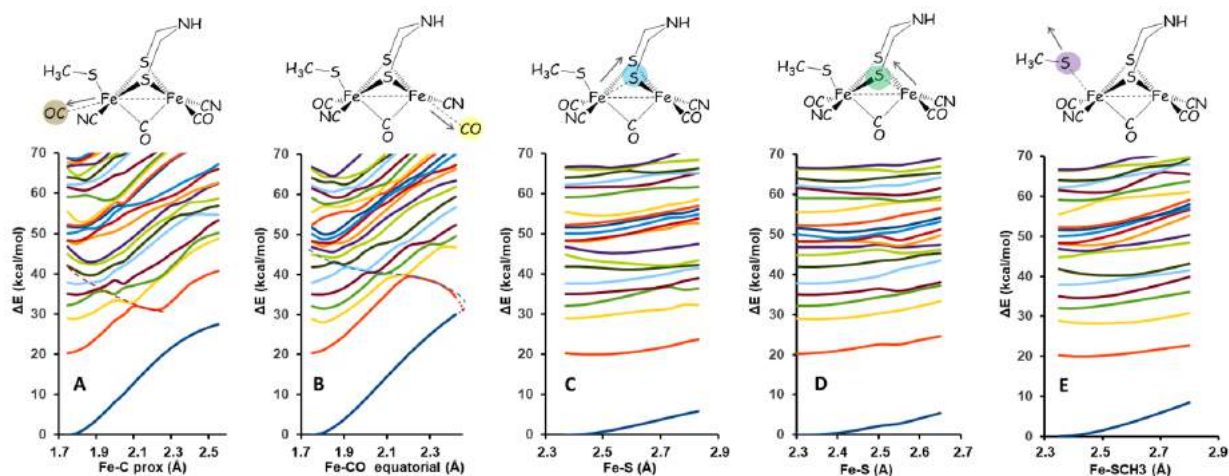 NH
H₃C S S S Fe Fe OC NC C O CN CO
NH
H₃C S S S Fe Fe OC NC C O CN CO
NH
H₃C S S S Fe Fe OC NC C O CN CO
NH
H₃C S S S Fe Fe OC NC C O CN CO
NH
H₃C S S S Fe Fe OC NC C O CN CO
ΔE (kcal/mol)
70
60
50
40
30
20
10
0
A
1.7 1.9 2.1 2.3 2.5
Fe-C prox (Å)
ΔE (kcal/mol)
70
60
50
40
30
20
10
0
B
1.7 1.9 2.1 2.3
Fe-CO equatorial (Å)
ΔE (kcal/mol)
70
60
50
40
30
20
10
0
C
2.3 2.5 2.7 2.9
Fe-S (Å)
ΔE (kcal/mol)
70
60
50
40
30
20
10
0
D
2.3 2.4 2.5 2.6 2.7
Fe-S (Å)
ΔE (kcal/mol)
70
60
50
40
30
20
10
0
E
2.3 2.5 2.7 2.9
Fe-SCH3 (Å)